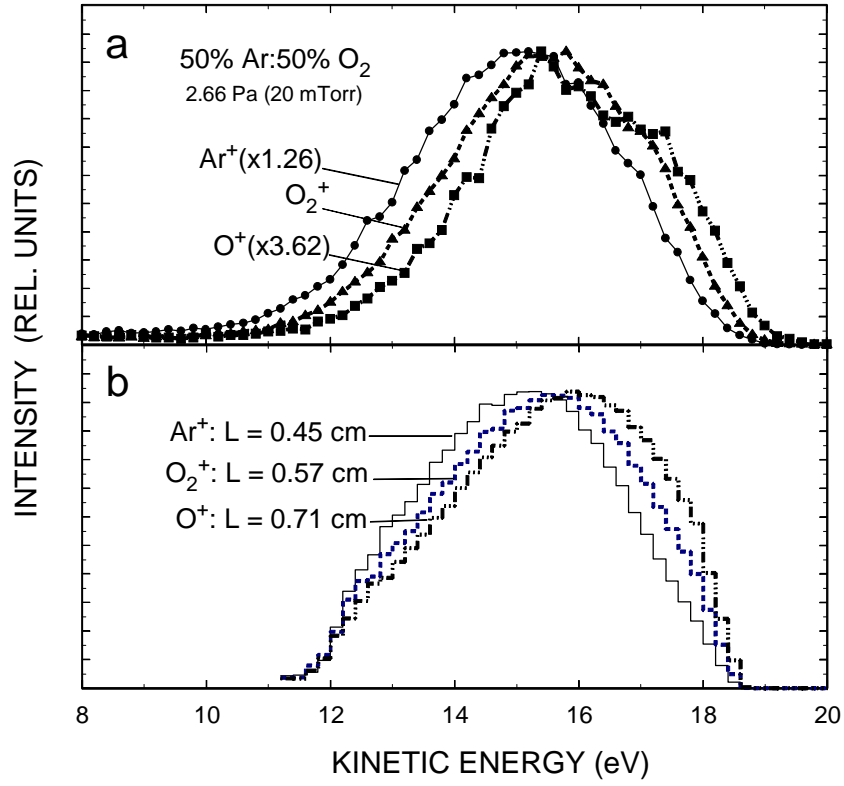 a
50% Ar:50% O₂
2.66 Pa (20 mTorr)
Ar⁺(x1.26)
O₂⁺
O⁺(x3.62)
INTENSITY (REL. UNITS)
b
Ar⁺: L = 0.45 cm
O₂⁺: L = 0.57 cm
O⁺: L = 0.71 cm
8 10 12 14 16 18 20
KINETIC ENERGY (eV)